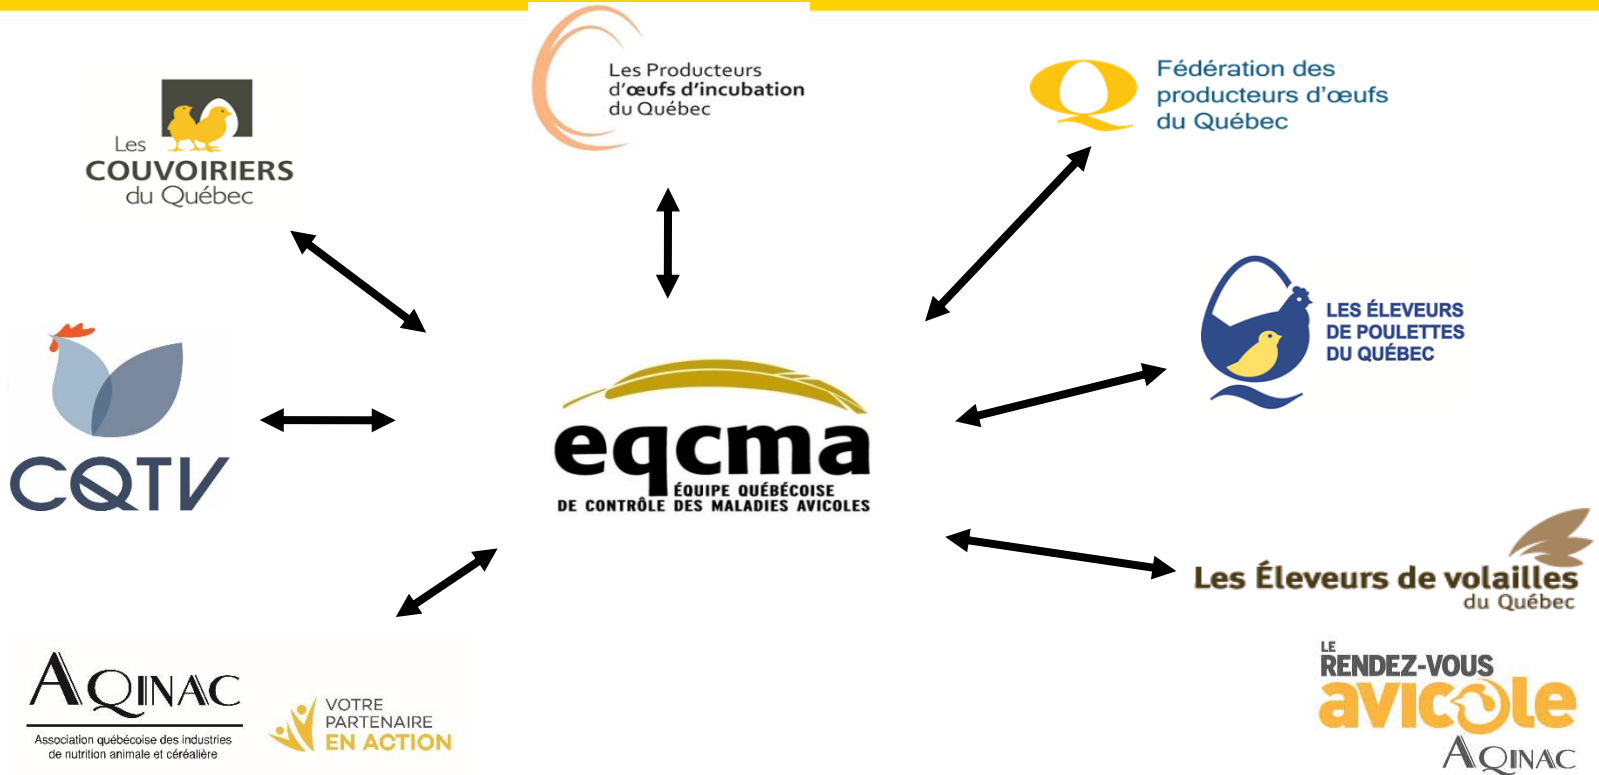 Les Producteurs
d'œufs d'incubation
du Québec
Fédération des
producteurs d'œufs
du Québec
Les
COUVOIRIERS
du Québec
LES ÉLEVEURS
DE POULETTES
DU QUÉBEC
CQTV
eqcma
ÉQUIPE QUÉBÉCOISE
DE CONTRÔLE DES MALADIES AVICOLES
Les Éleveurs de volailles
du Québec
AQINAC
Association québécoise des industries
de nutrition animale et céréalière
VOTRE
PARTENAIRE
EN ACTION
LE
RENDEZ-VOUS
avicole
AQINAC